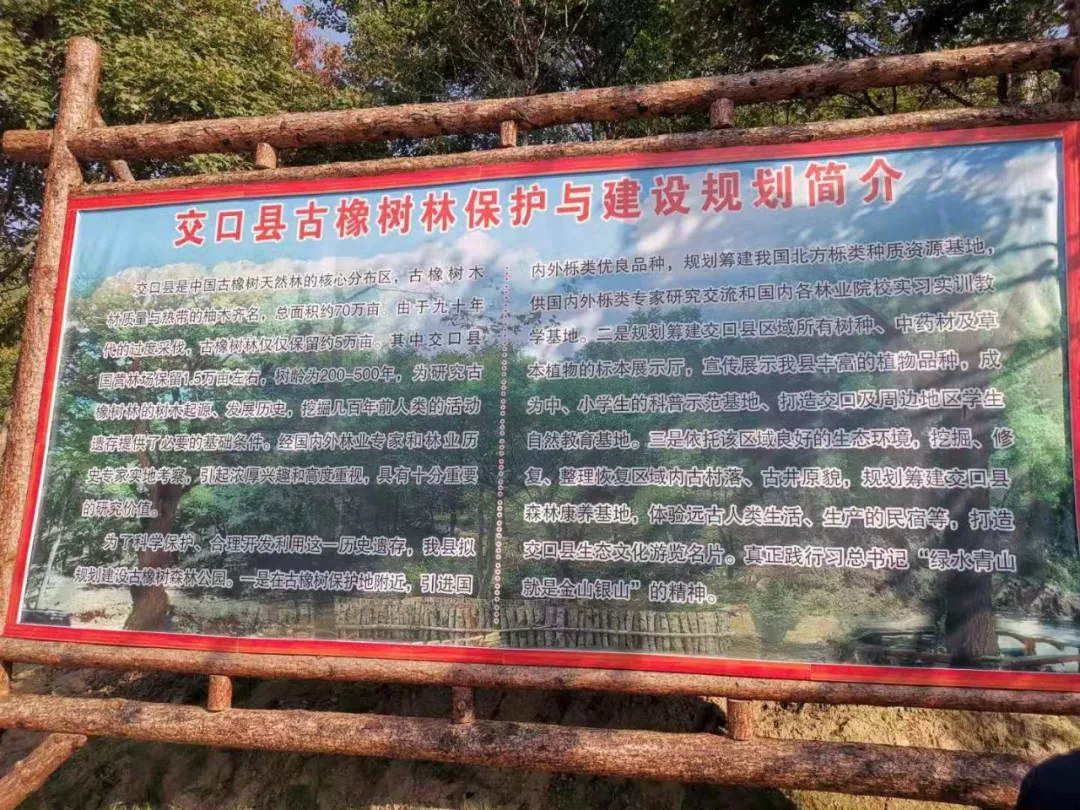 交口县古橡树林保护与建设规划简介
交口县是中国古橡树天然林的核心分布区，古橡树木
材质量与热带的柚木齐名，总面积约70万亩。由于九十年
代的过度采伐，古橡树林仅仅保留约5万亩。其中交口县
国营林场保留1.5万亩左右，树龄为200-500年，为研究古
橡树林的树木起源、发展历史，挖掘几百年前人类的活动
遗存提供了必要的基础条件。经国内外林业专家和林业历
史专家实地考察，引起浓厚兴趣和高度重视，具有十分重要
的研究价值。
为了科学保护、合理开发利用这一历史遗存，我县拟
规划建设古橡树森林公园。一是在古橡树保护地附近，引进国
内外栎类优良品种，规划筹建我国北方栎类种质资源基地，
供国内外栎类专家研究交流和国内各林业院校实习实训教
学基地。二是规划筹建交口县区域所有树种、中药材及草
本植物的标本展示厅，宣传展示我县丰富的植物品种，成
为中、小学生的科普示范基地、打造交口及周边地区学生
自然教育基地。三是依托该区域良好的生态环境，挖掘、修
复、整理恢复区域内古村落、古井原貌，规划筹建交口县
森林康养基地，体验远古人类生活、生产的民宿等，打造
交口县生态文化游览名片。真正践行习总书记“绿水青山
就是金山银山”的精神。